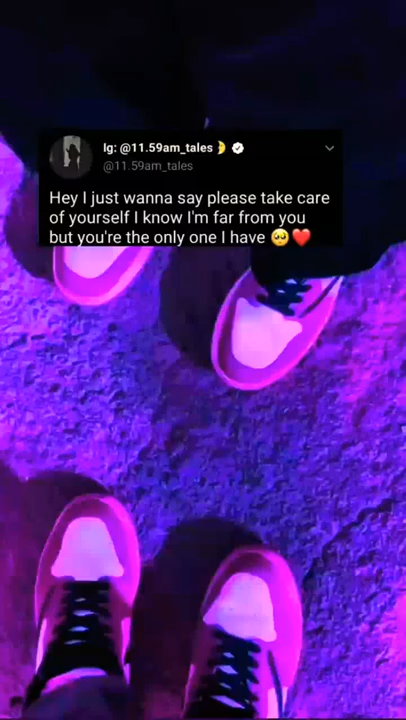 Ig: @11.59am_tales🌛
@11.59am_tales
Hey I just wanna say please take care
of yourself I know I'm far from you
but you're the only one I have 🥺❤️